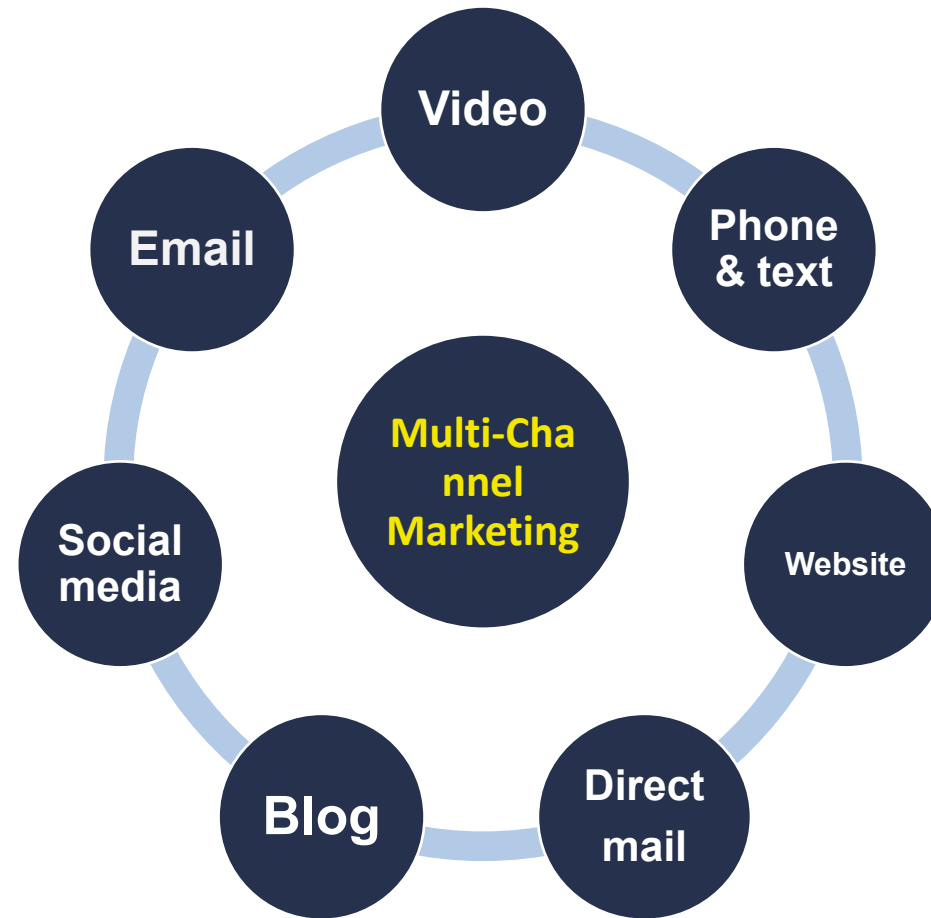 Video
Phone
& text
Website
Direct
mail
Blog
Social
media
Email
Multi-Cha
nnel
Marketing